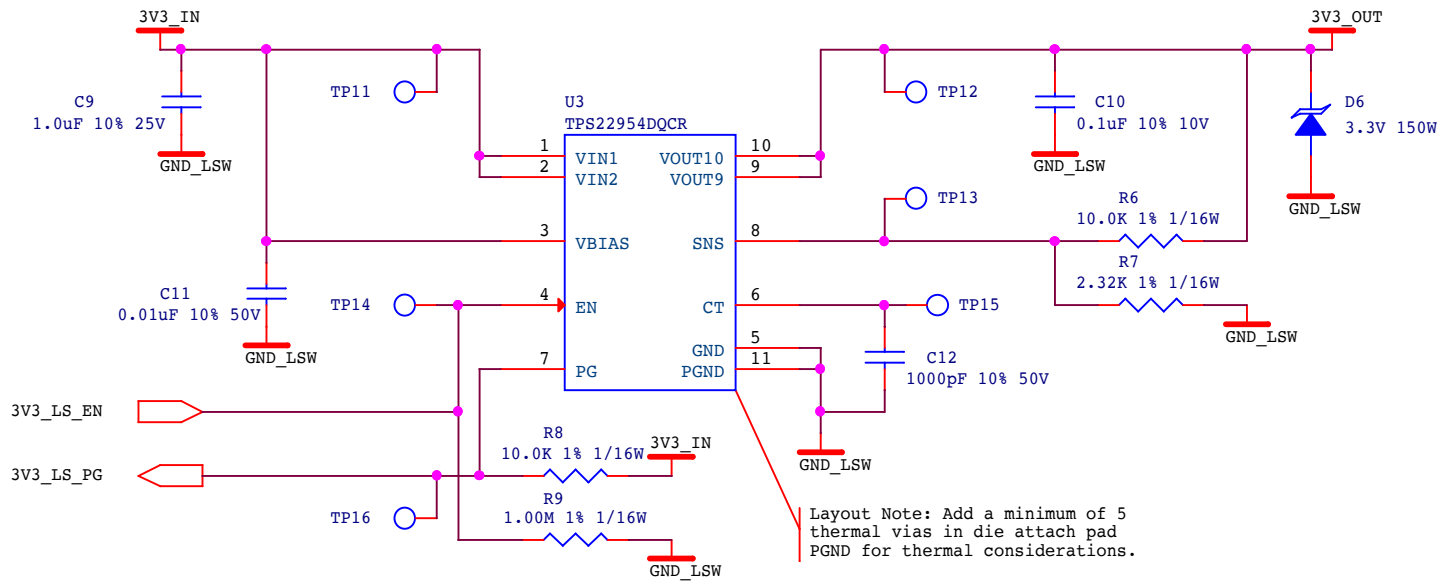 3V3_IN
3V3_OUT
C9
1.0uF 10% 25V
GND_LSW
TP11
U3
TPS22954DQCR
TP12
C10
0.1uF 10% 10V
GND_LSW
D6
3.3V 150W
GND_LSW
1
VIN1
VOUT10
10
2
VIN2
VOUT9
9
TP13
R6
10.0K 1% 1/16W
3
VBIAS
SNS
8
R7
2.32K 1% 1/16W
GND_LSW
C11
0.01uF 10% 50V
GND_LSW
TP14
4
EN
CT
6
TP15
GND
5
7
PG
PGND
11
C12
1000pF 10% 50V
GND_LSW
3V3_LS_EN
3V3_LS_PG
R8
10.0K 1% 1/16W
3V3_IN
TP16
R9
1.00M 1% 1/16W
GND_LSW
Layout Note: Add a minimum of 5
thermal vias in die attach pad
PGND for thermal considerations.